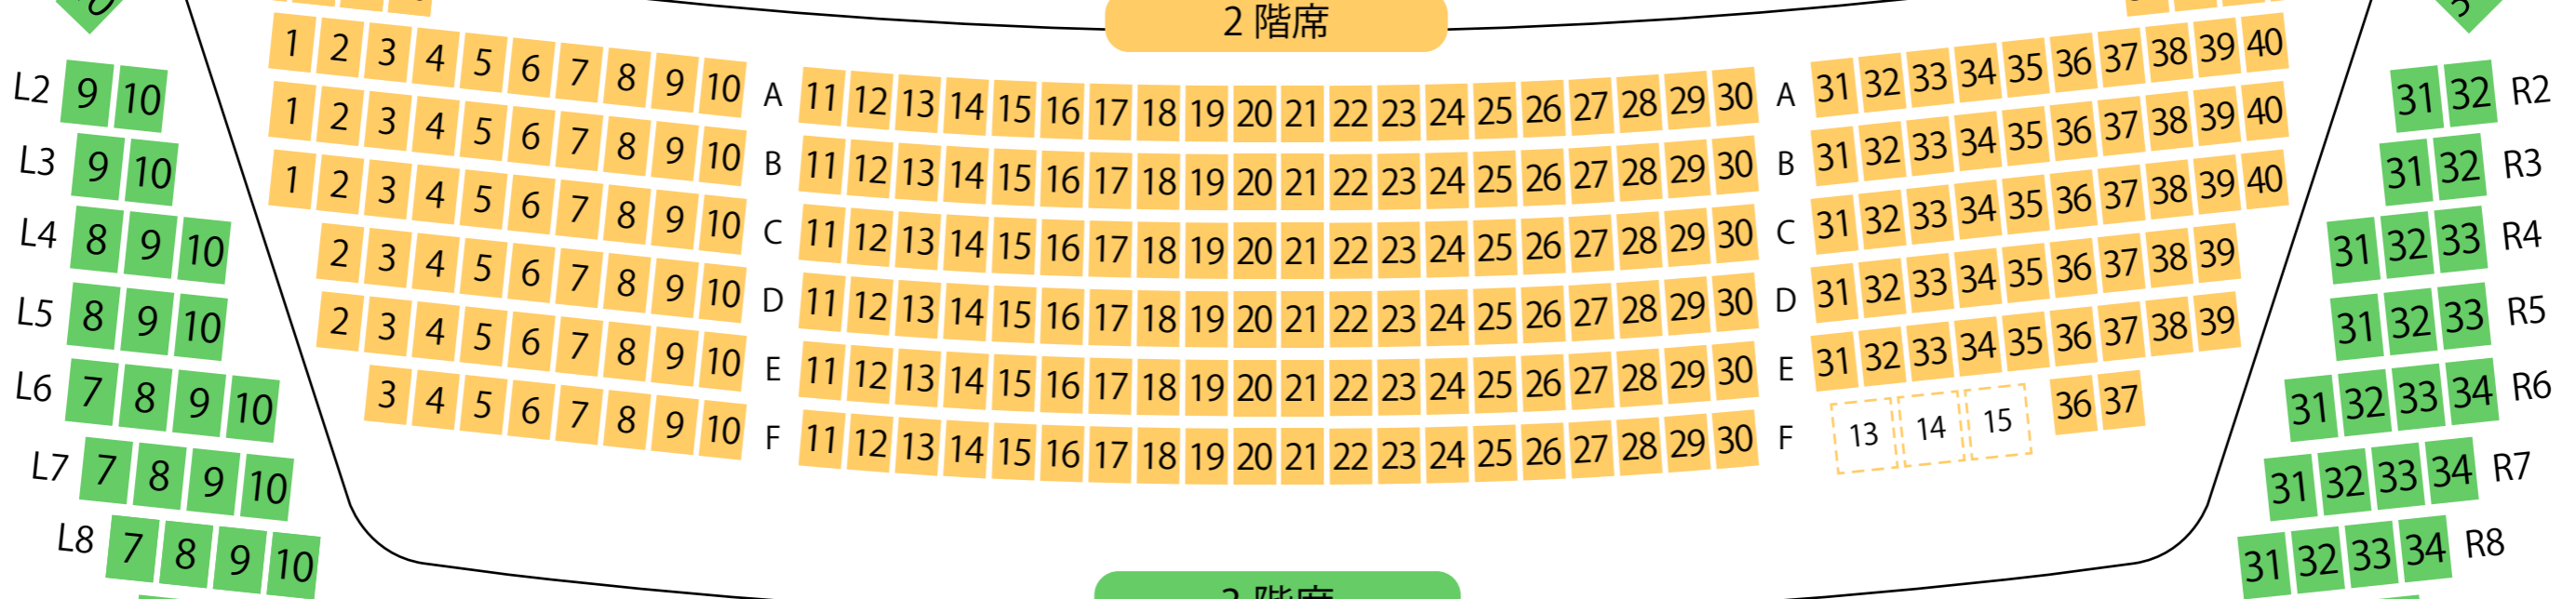 2 階席
1 2 3 4 5 6 7 8 9 10 A 11 12 13 14 15 16 17 18 19 20 21 22 23 24 25 26 27 28 29 30 A 31 32 33 34 35 36 37 38 39 40
1 2 3 4 5 6 7 8 9 10 B 11 12 13 14 15 16 17 18 19 20 21 22 23 24 25 26 27 28 29 30 B 31 32 33 34 35 36 37 38 39 40
1 2 3 4 5 6 7 8 9 10 C 11 12 13 14 15 16 17 18 19 20 21 22 23 24 25 26 27 28 29 30 C 31 32 33 34 35 36 37 38 39 40
2 3 4 5 6 7 8 9 10 D 11 12 13 14 15 16 17 18 19 20 21 22 23 24 25 26 27 28 29 30 D 31 32 33 34 35 36 37 38 39
2 3 4 5 6 7 8 9 10 E 11 12 13 14 15 16 17 18 19 20 21 22 23 24 25 26 27 28 29 30 E 31 32 33 34 35 36 37 38 39
3 4 5 6 7 8 9 10 F 11 12 13 14 15 16 17 18 19 20 21 22 23 24 25 26 27 28 29 30 F 13 14 15 36 37
L2 9 10
L3 9 10
L4 8 9 10
L5 8 9 10
L6 7 8 9 10
L7 7 8 9 10
L8 7 8 9 10
31 32 R2
31 32 R3
31 32 33 R4
31 32 33 R5
31 32 33 34 R6
31 32 33 34 R7
31 32 33 34 R8